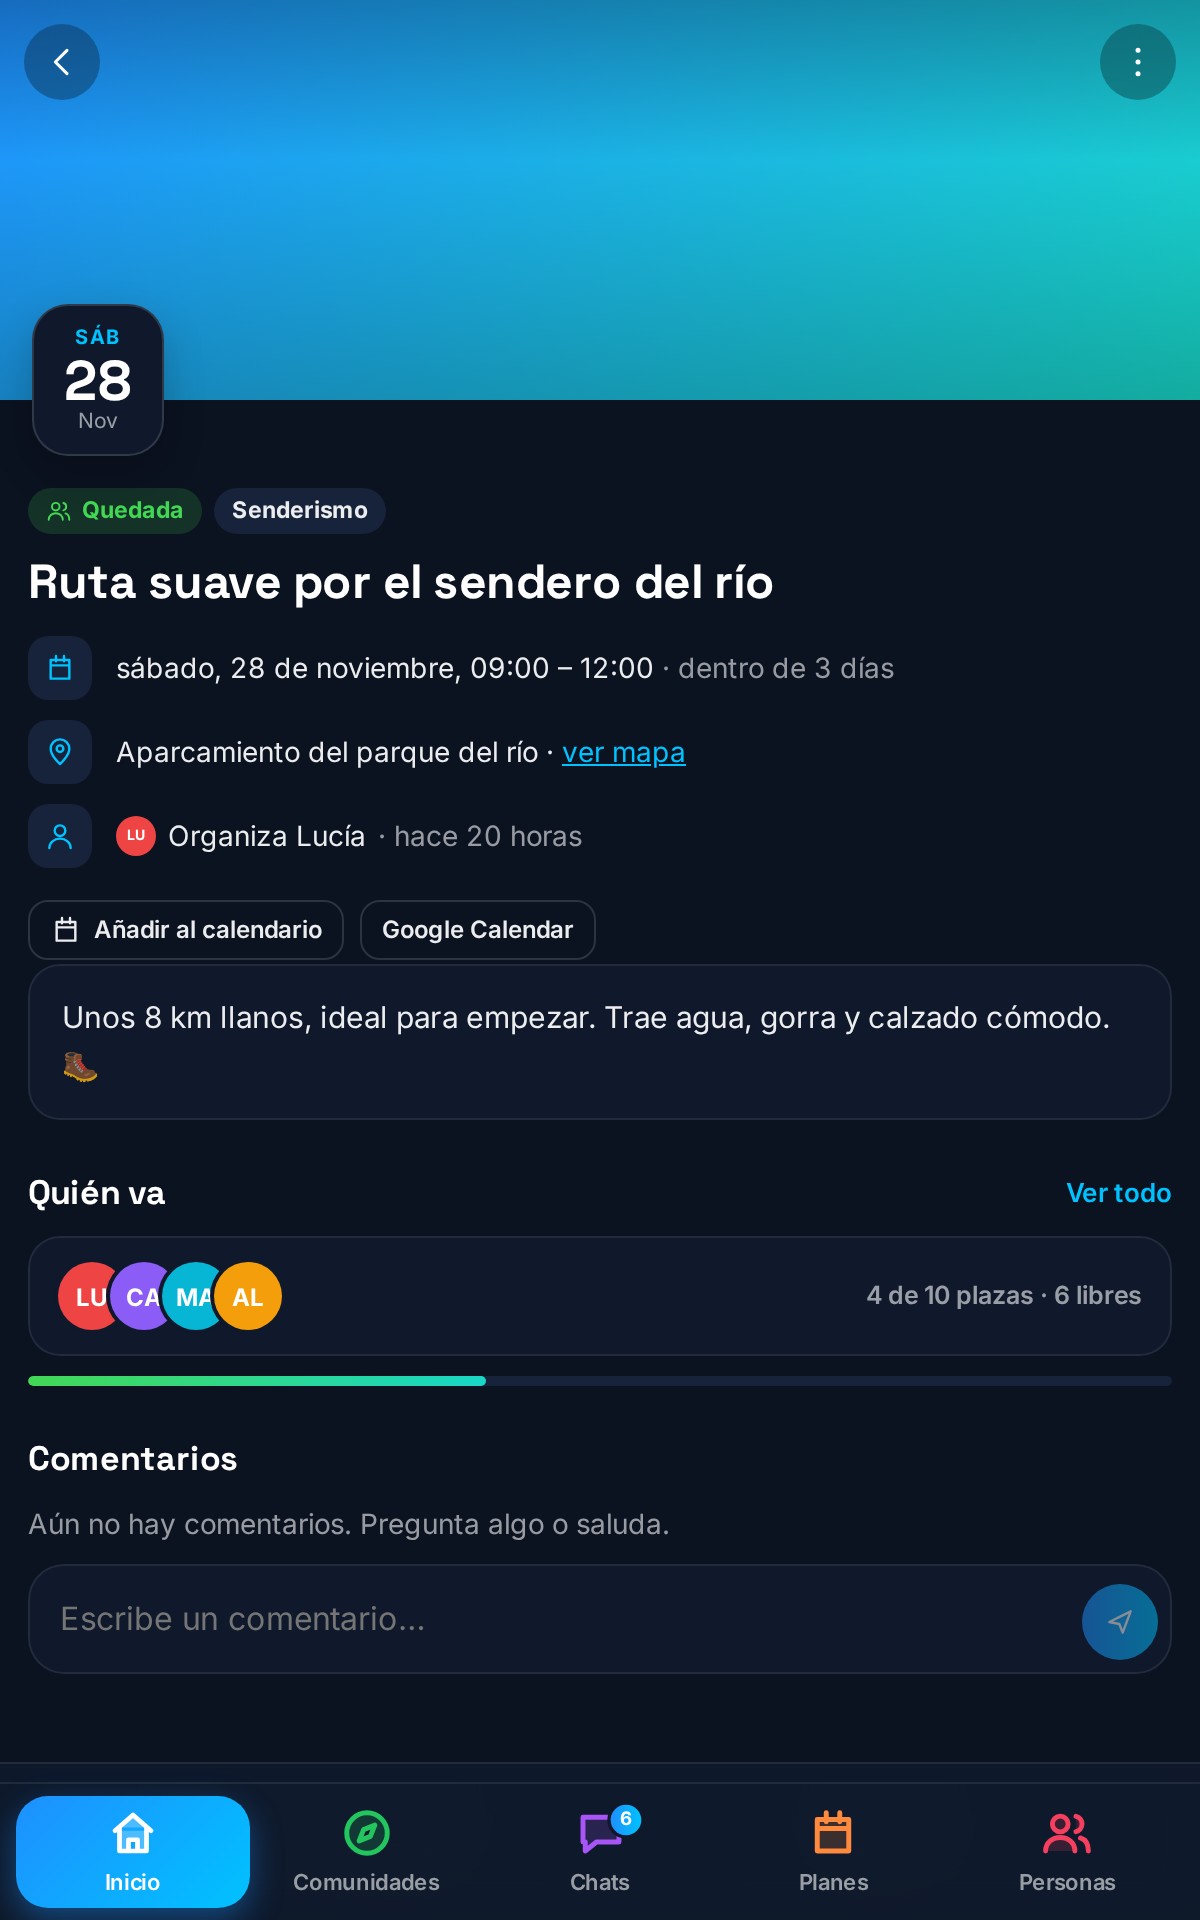 SÁB
28
Nov
Quedada
Senderismo
Ruta suave por el sendero del río
sábado, 28 de noviembre, 09:00 – 12:00 · dentro de 3 días
Aparcamiento del parque del río · ver mapa
LU Organiza Lucía · hace 20 horas
Añadir al calendario
Google Calendar
Unos 8 km llanos, ideal para empezar. Trae agua, gorra y calzado cómodo.
🥾
Quién va
Ver todo
LU CA MA AL
4 de 10 plazas · 6 libres
Comentarios
Aún no hay comentarios. Pregunta algo o saluda.
Escribe un comentario...
6
Inicio
Comunidades
Chats
Planes
Personas